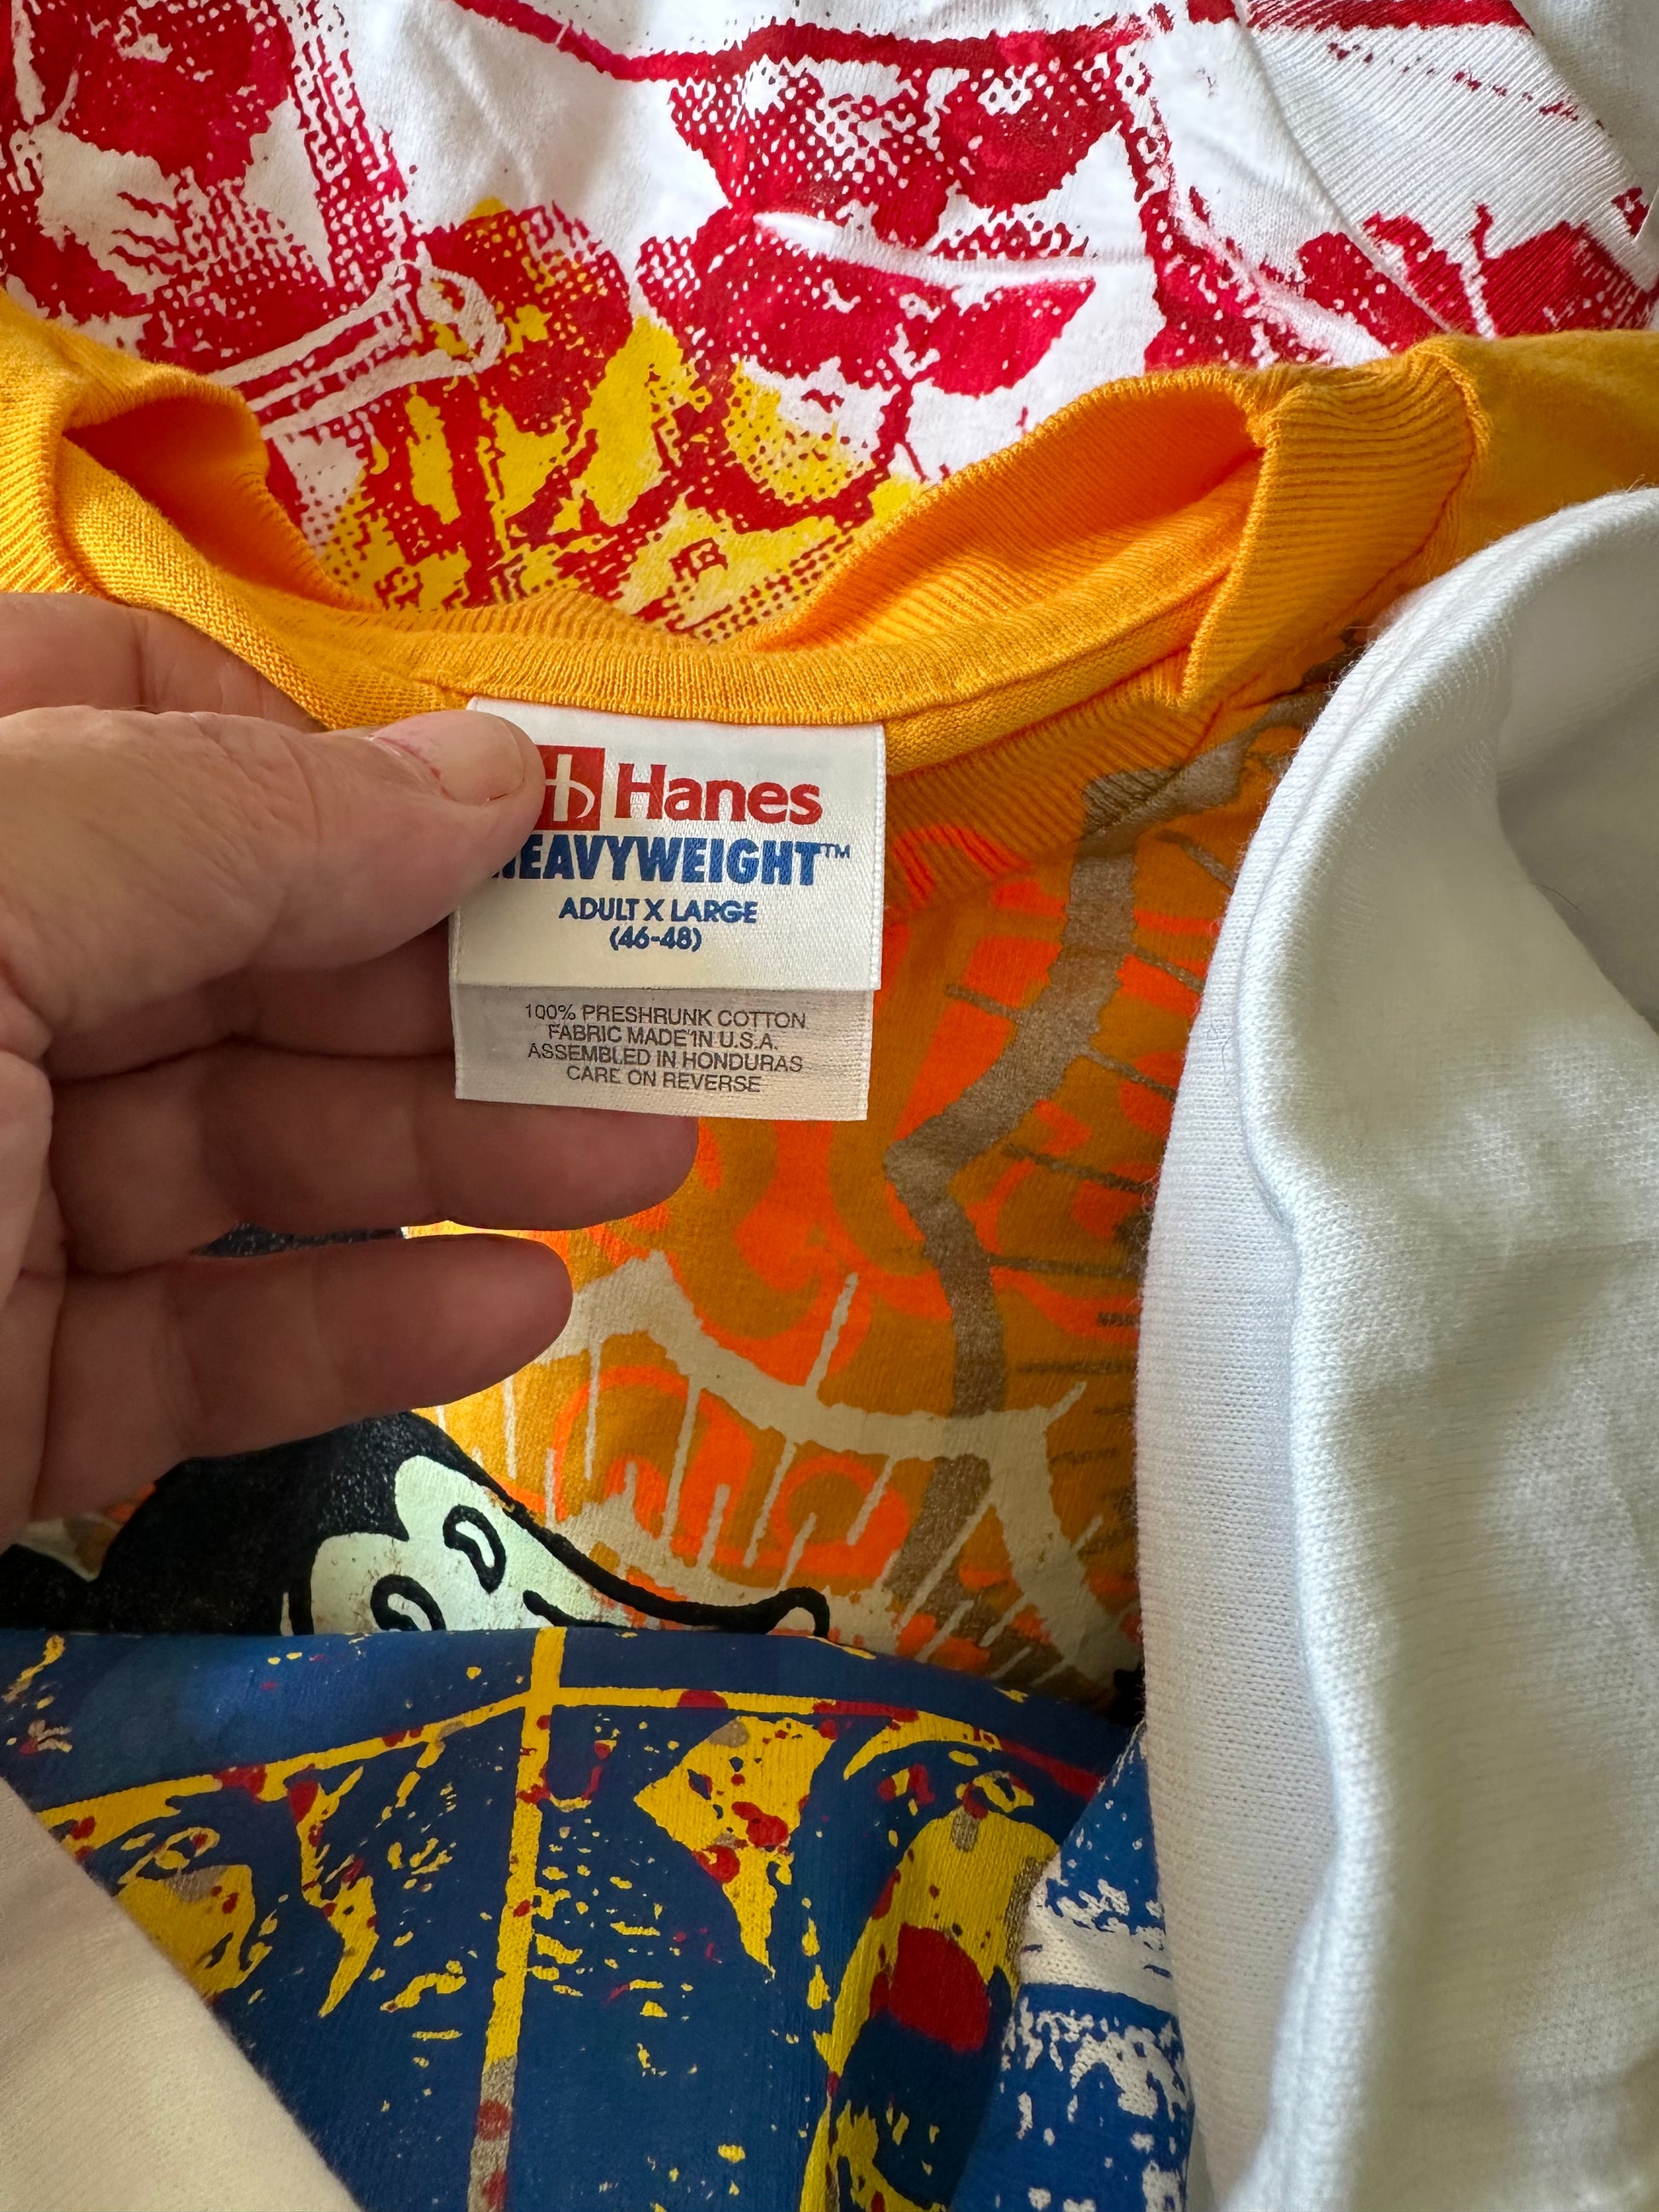 Hanes
HEAVYWEIGHT™
ADULT X LARGE
(46-48)
100% PRESHRUNK COTTON
FABRIC MADE IN U.S.A.
ASSEMBLED IN HONDURAS
CARE ON REVERSE